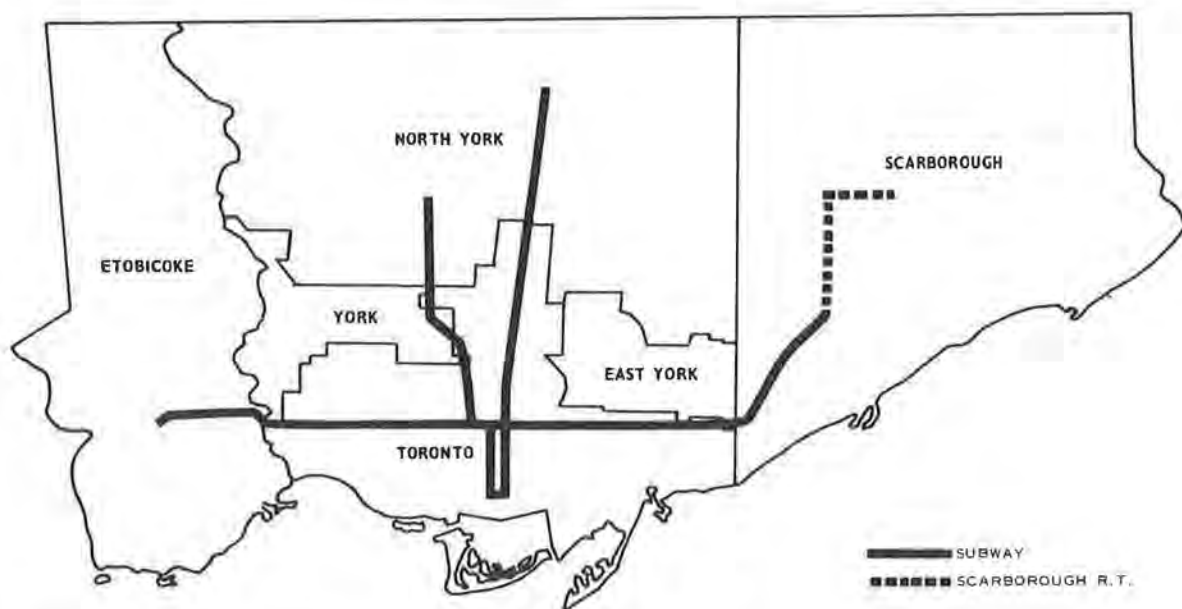 NORTH YORK
SCARBOROUGH
ETOBICOKE
YORK
EAST YORK
TORONTO
SUBWAY
SCARBOROUGH R.T.